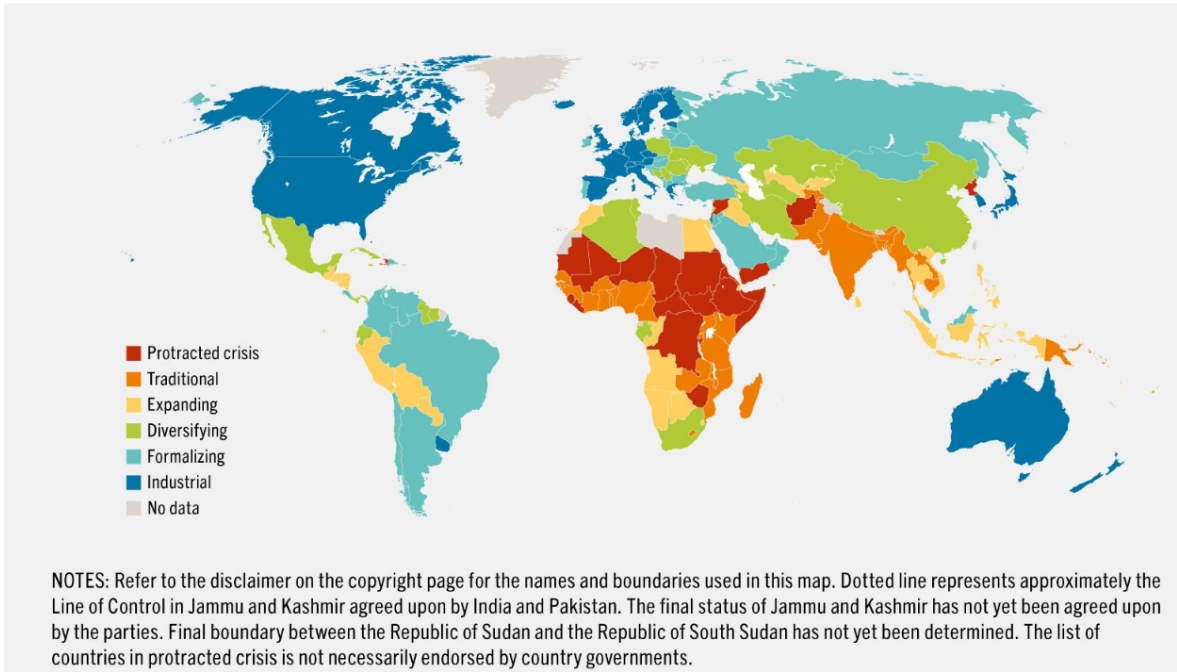 Protracted crisis
Traditional
Expanding
Diversifying
Formalizing
Industrial
No data
NOTES: Refer to the disclaimer on the copyright page for the names and boundaries used in this map. Dotted line represents approximately the
Line of Control in Jammu and Kashmir agreed upon by India and Pakistan. The final status of Jammu and Kashmir has not yet been agreed upon
by the parties. Final boundary between the Republic of Sudan and the Republic of South Sudan has not yet been determined. The list of
countries in protracted crisis is not necessarily endorsed by country governments.